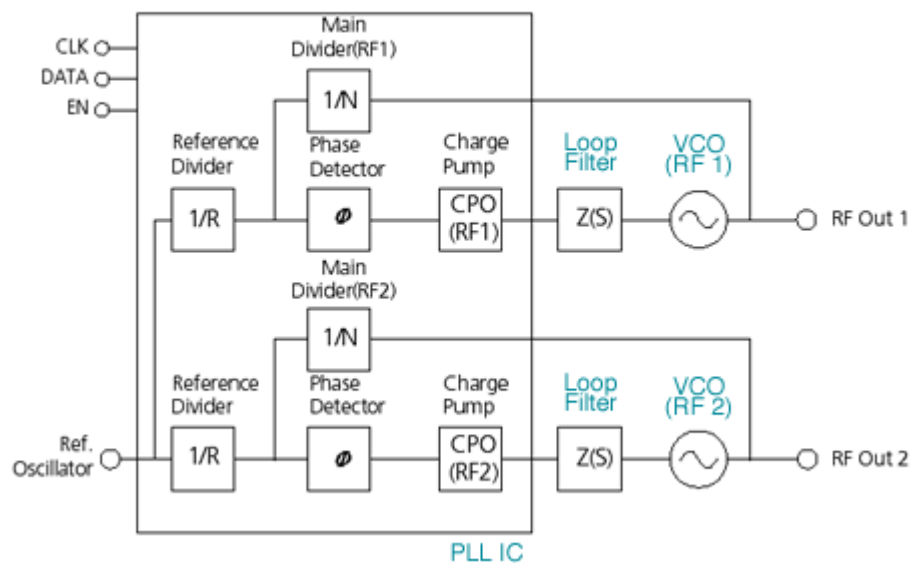 Main
Divider(RF1)
CLK
DATA
EN
1/N
Reference
Divider
Phase
Detector
Charge
Pump
Loop
Filter
VCO
(RF 1)
1/R
Φ
CPO
(RF1)
Z(S)
RF Out 1
Main
Divider(RF2)
1/N
Reference
Divider
Phase
Detector
Charge
Pump
Loop
Filter
VCO
(RF 2)
Ref.
Oscillator
1/R
Φ
CPO
(RF2)
Z(S)
RF Out 2
PLL IC